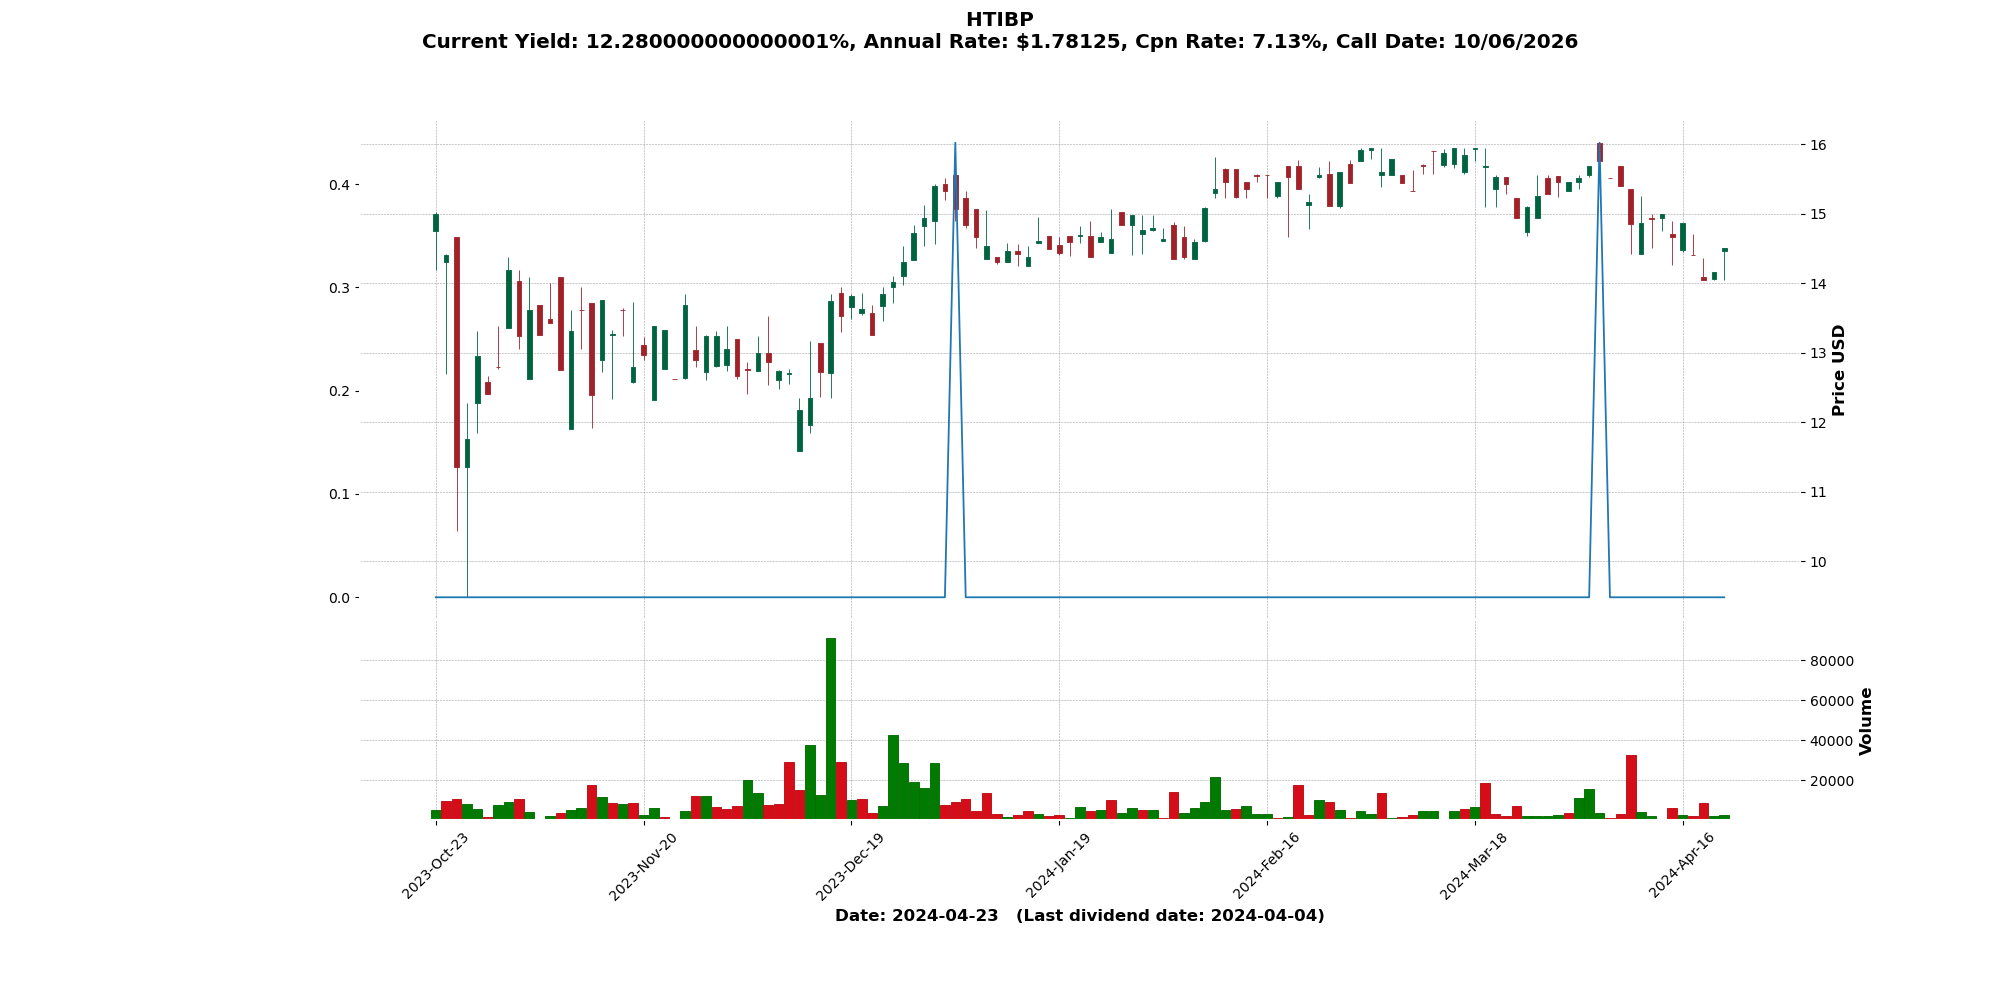 HTIBP
Current Yield: 12.280000000000001%, Annual Rate: $1.78125, Cpn Rate: 7.13%, Call Date: 10/06/2026
0.4
0.3
0.2
0.1
0.0
16
15
14
13
12
11
10
Price USD
80000
60000
40000
20000
Volume
2023-Oct-23
2023-Nov-20
2023-Dec-19
2024-Jan-19
2024-Feb-16
2024-Mar-18
2024-Apr-16
Date: 2024-04-23 (Last dividend date: 2024-04-04)